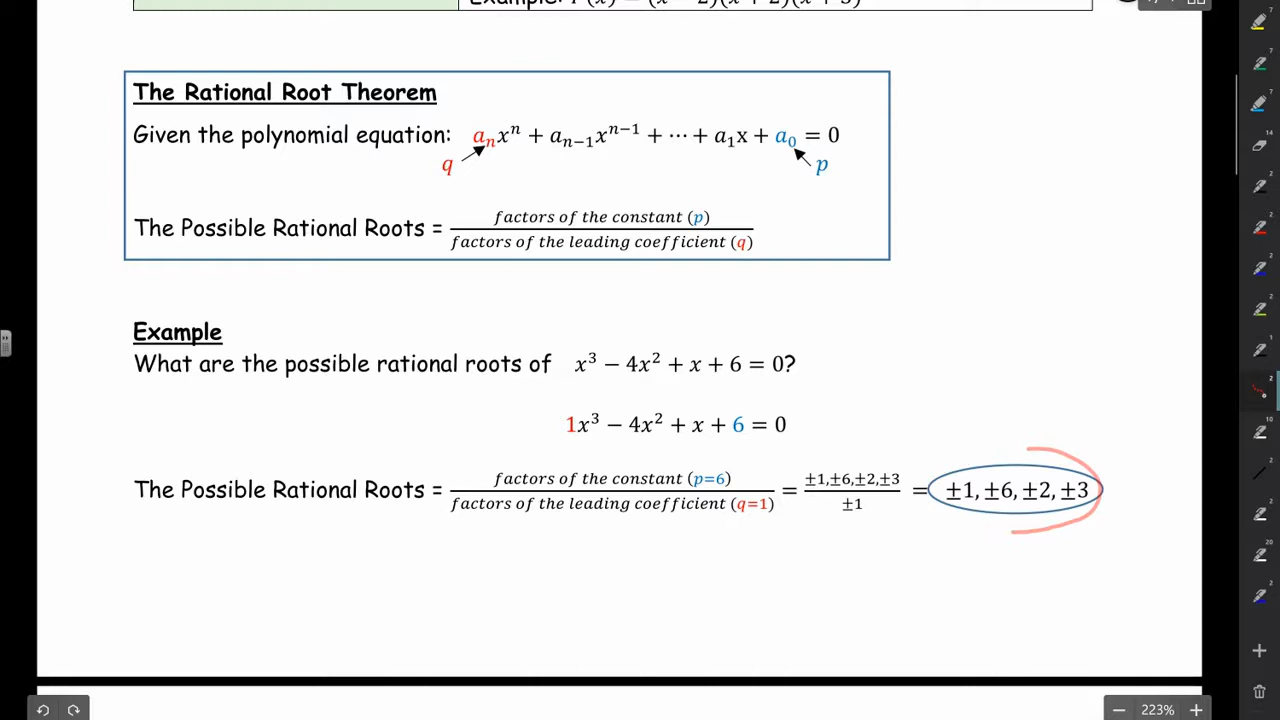 The Rational Root Theorem
Given the polynomial equation: aₙxⁿ + aₙ₋₁xⁿ⁻¹ + ⋯ + a₁x + a₀ = 0
q p
The Possible Rational Roots = factors of the constant (p) / factors of the leading coefficient (q)
Example
What are the possible rational roots of x³ − 4x² + x + 6 = 0?
1x³ − 4x² + x + 6 = 0
The Possible Rational Roots = factors of the constant (p=6) / factors of the leading coefficient (q=1) = ±1,±6,±2,±3 / ±1 = ±1, ±6, ±2, ±3
223%